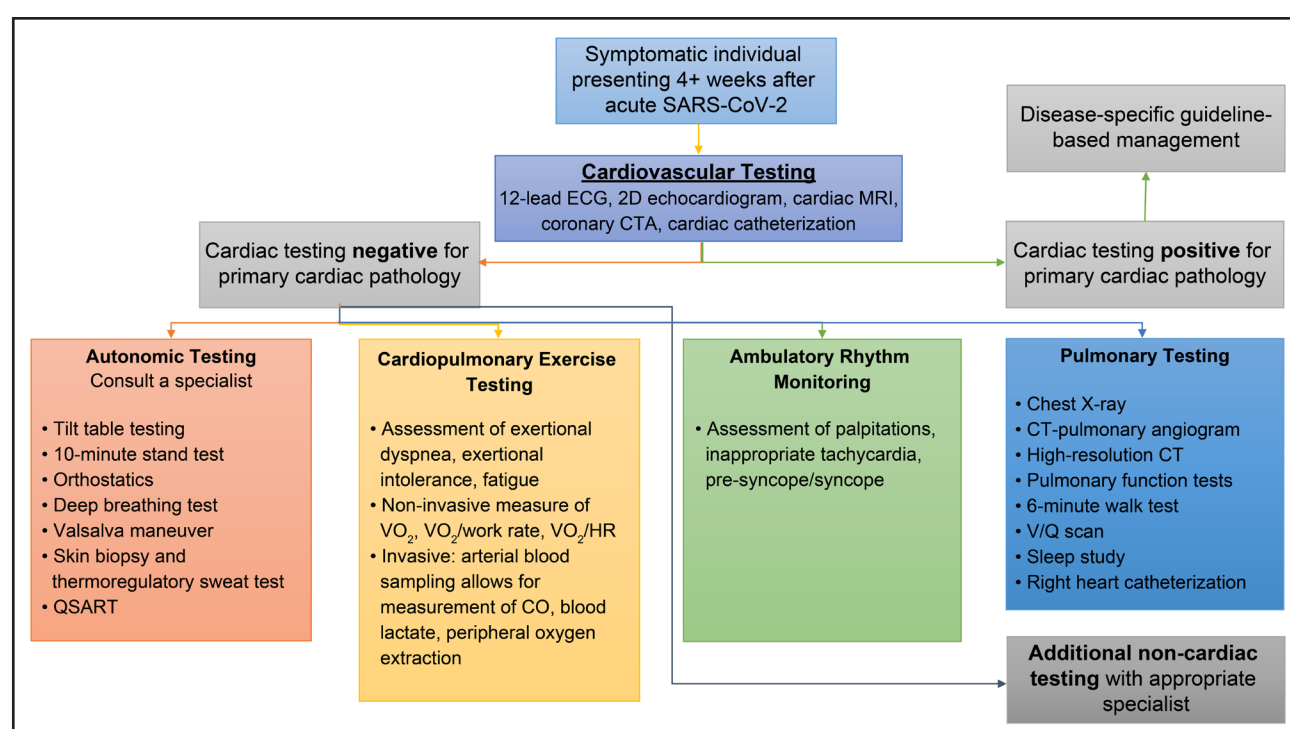 Symptomatic individual
presenting 4+ weeks after
acute SARS-CoV-2
Cardiovascular Testing
12-lead ECG, 2D echocardiogram, cardiac MRI,
coronary CTA, cardiac catheterization
Disease-specific guideline-
based management
Cardiac testing negative for
primary cardiac pathology
Cardiac testing positive for
primary cardiac pathology
Autonomic Testing
Consult a specialist
• Tilt table testing
• 10-minute stand test
• Orthostatics
• Deep breathing test
• Valsalva maneuver
• Skin biopsy and
thermoregulatory sweat test
• QSART
Cardiopulmonary Exercise
Testing
• Assessment of exertional
dyspnea, exertional
intolerance, fatigue
• Non-invasive measure of
VO₂, VO₂/work rate, VO₂/HR
• Invasive: arterial blood
sampling allows for
measurement of CO, blood
lactate, peripheral oxygen
extraction
Ambulatory Rhythm
Monitoring
• Assessment of palpitations,
inappropriate tachycardia,
pre-syncope/syncope
Pulmonary Testing
• Chest X-ray
• CT-pulmonary angiogram
• High-resolution CT
• Pulmonary function tests
• 6-minute walk test
• V/Q scan
• Sleep study
• Right heart catheterization
Additional non-cardiac
testing with appropriate
specialist